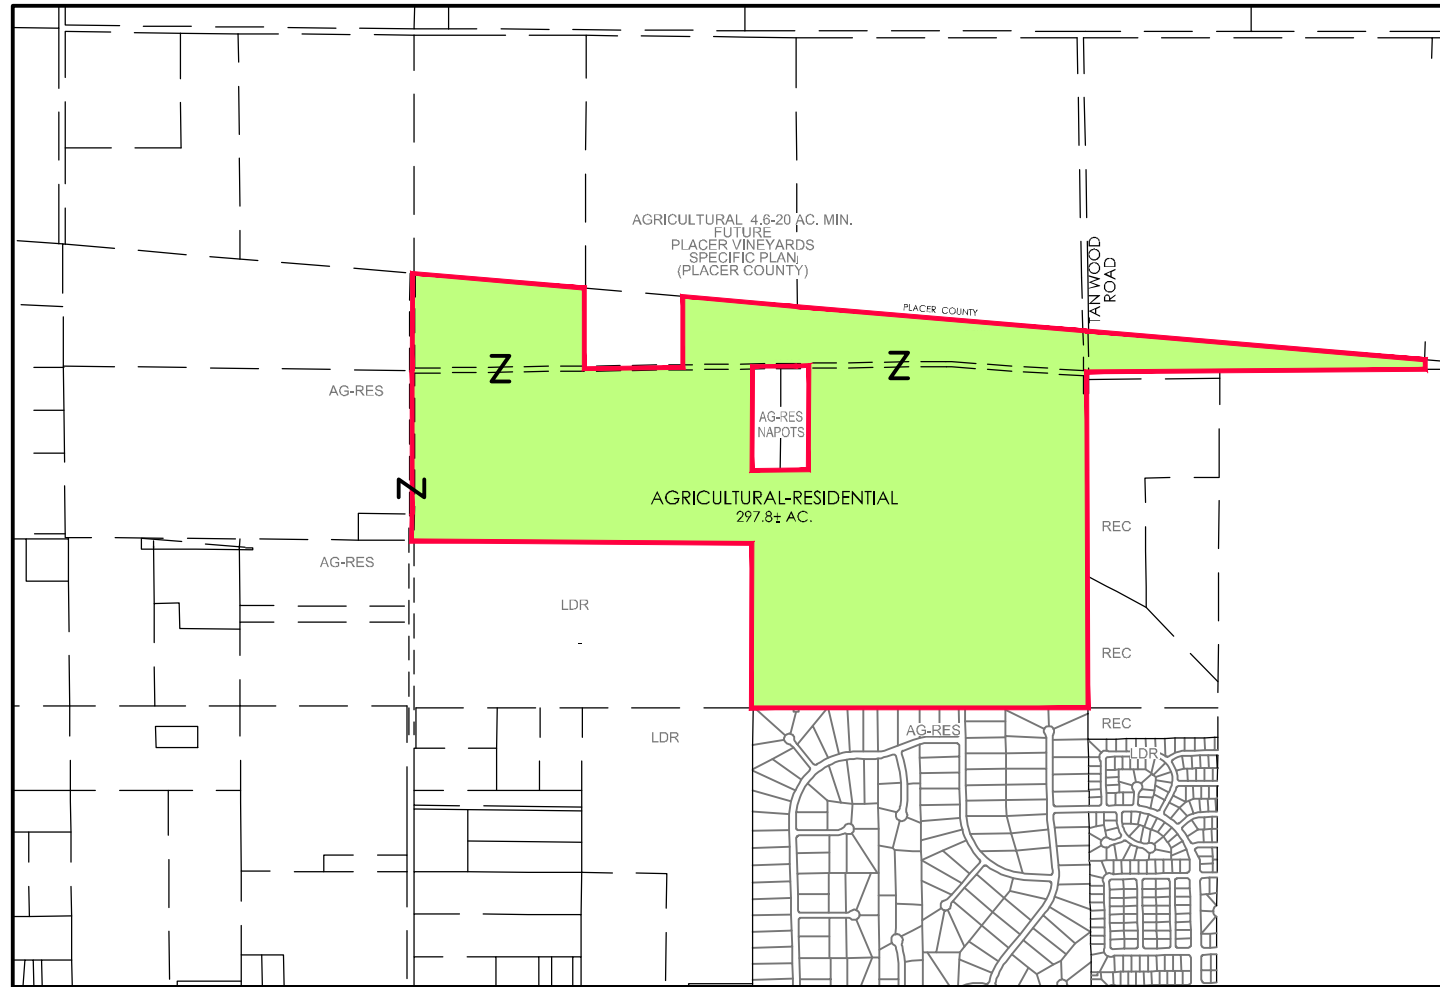 AGRICULTURAL 4.6-20 AC. MIN.
FUTURE
PLACER VINEYARDS
SPECIFIC PLAN
(PLACER COUNTY)
TAN WOOD
ROAD
PLACER COUNTY
Z
Z
AG-RES
AG-RES
NAPOTS
Z
AGRICULTURAL-RESIDENTIAL
297.8± AC.
REC
AG-RES
LDR
REC
REC
AG-RES
LDR
LDR